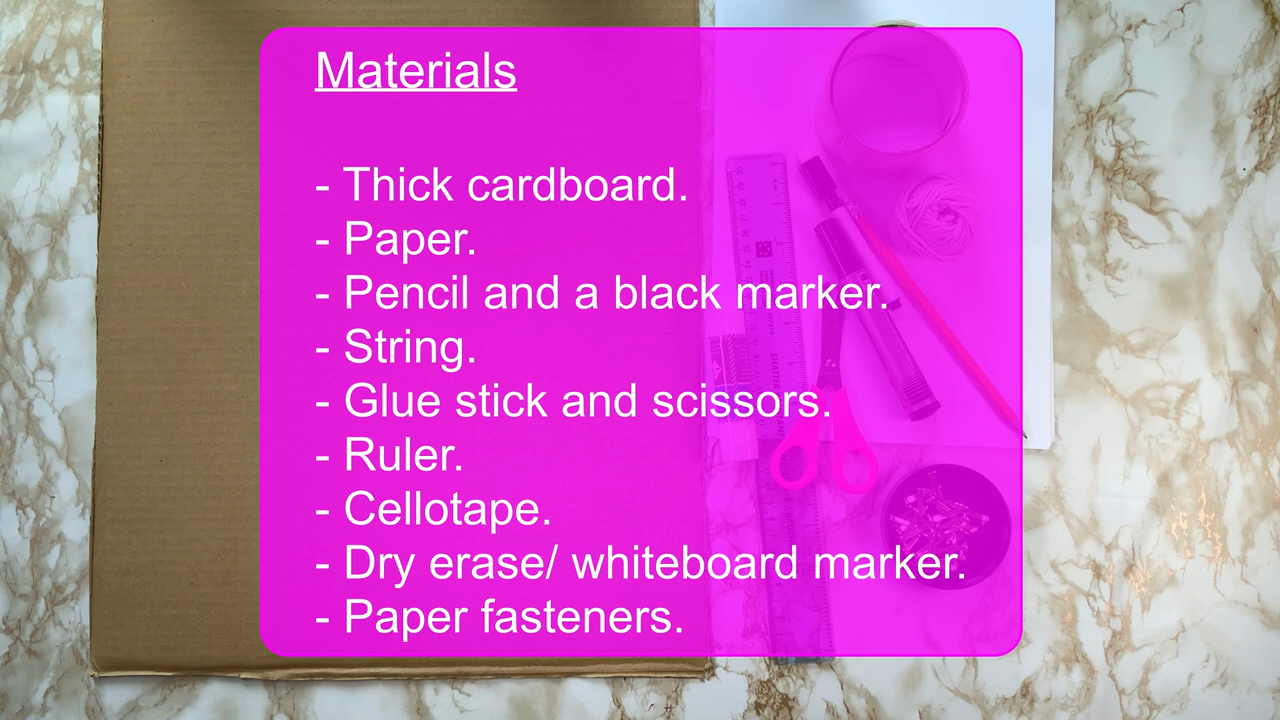 Materials
- Thick cardboard.
- Paper.
- Pencil and a black marker.
- String.
- Glue stick and scissors.
- Ruler.
- Cellotape.
- Dry erase/ whiteboard marker.
- Paper fasteners.